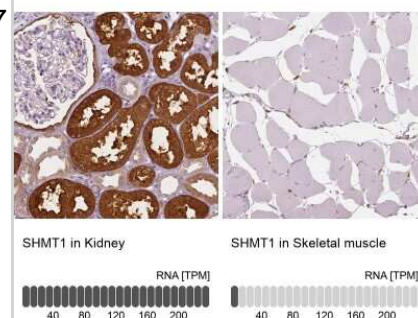 7
SHMT1 in Kidney
SHMT1 in Skeletal muscle
RNA [TPM]
RNA [TPM]
40 80 120 160 200
40 80 120 160 200